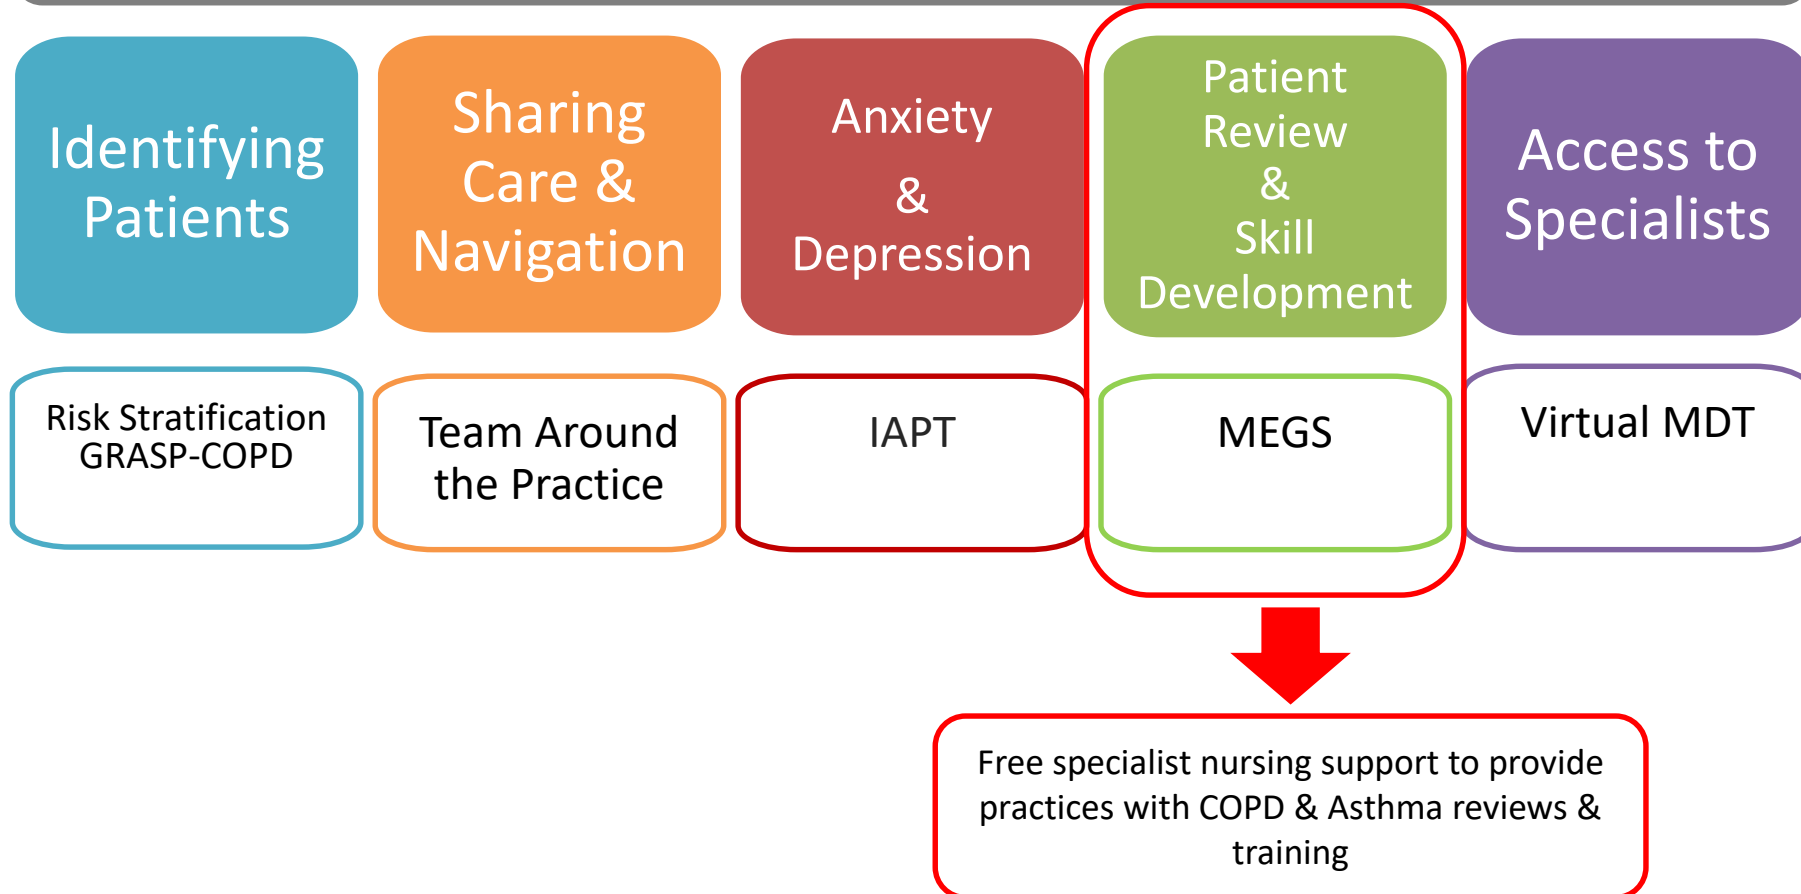 Identifying
Patients
Sharing
Care &
Navigation
Anxiety
&
Depression
Patient
Review
&
Skill
Development
Access to
Specialists
Risk Stratification
GRASP-COPD
Team Around
the Practice
IAPT
MEGS
Virtual MDT
Free specialist nursing support to provide
practices with COPD & Asthma reviews &
training